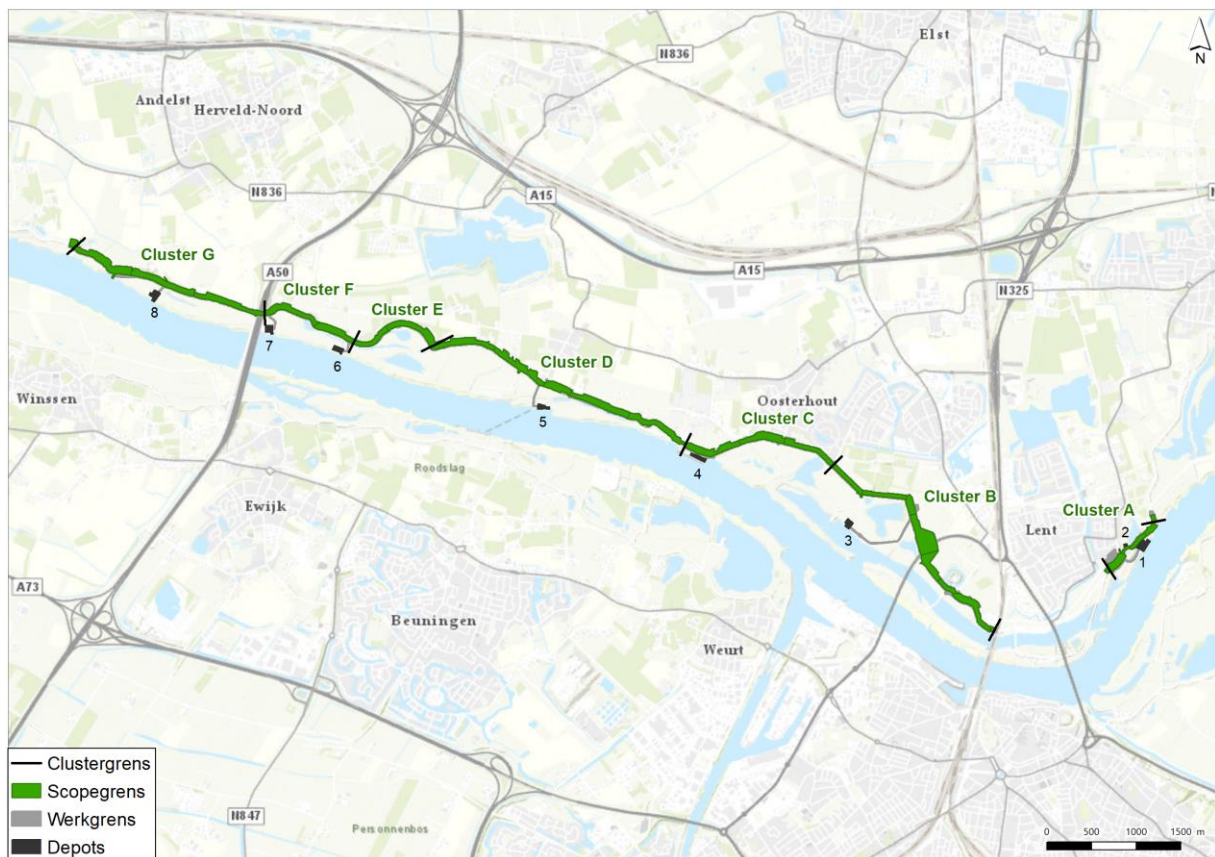 Elst
N836
N
Andelst
Herveld-Noord
N836
A15
A15
Cluster G
A50
N325
Cluster F
Cluster E
8
7
6
Cluster D
Winssen
5
Oosterhout
Cluster C
4
Roodslag
Cluster B
Ewijk
3
Lent
Cluster A
2
1
A73
Beuningen
Weurt
Clustergrens
Scopegrens
Werkgrens
Depots
N847
Personnenbos
0 500 1000 1500 m